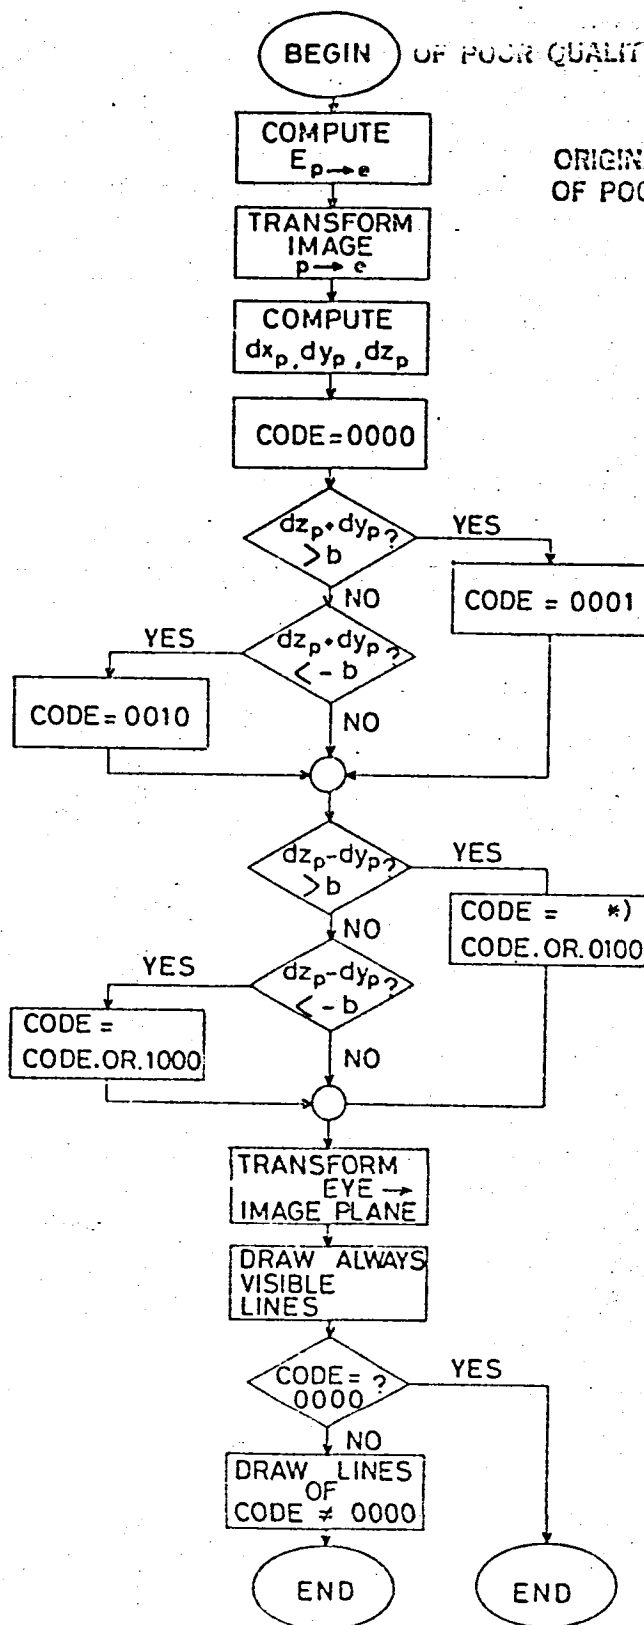 BEGIN
OF POOR QUALIT
ORIGIN
OF POO
COMPUTE
E p→e
TRANSFORM
IMAGE
p→e
COMPUTE
dxp, dyp, dzp
CODE=0000
dzp+dyp?
>b
YES
CODE = 0001
NO
dzp+dyp?
<-b
YES
CODE=0010
NO
dzp-dyp?
>b
YES
CODE = *)
CODE.OR.0100
NO
dzp-dyp?
<-b
YES
CODE =
CODE.OR.1000
NO
TRANSFORM
EYE →
IMAGE PLANE
DRAW ALWAYS
VISIBLE
LINES
CODE= ?
0000
YES
NO
DRAW LINES
OF
CODE ≠ 0000
END
END